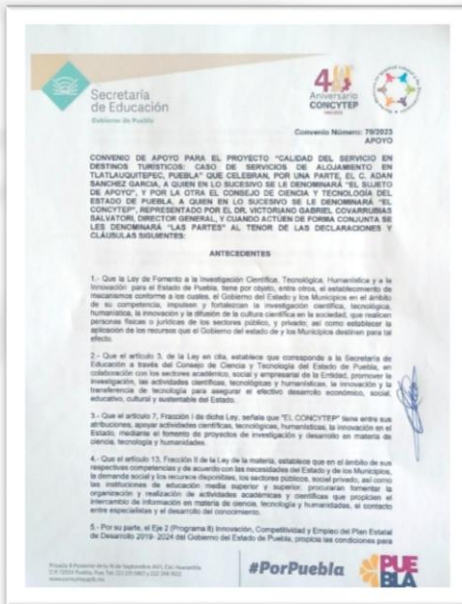 Secretaría
de Educación
Gobierno de Puebla
40
Aniversario
CONCYTEP
Convenio Número: 70/2023
APOYO
CONVENIO DE APOYO PARA EL PROYECTO "CALIDAD DEL SERVICIO EN
DESTINOS TURÍSTICOS: CASO DE SERVICIOS DE ALOJAMIENTO EN
TLATLAUQUITEPEC, PUEBLA" QUE CELEBRAN, POR UNA PARTE, EL C. ADAN
SANCHEZ GARCIA, A QUIEN EN LO SUCESIVO SE LE DENOMINARÁ "EL SUJETO
DE APOYO", Y POR LA OTRA EL CONSEJO DE CIENCIA Y TECNOLOGÍA DEL
ESTADO DE PUEBLA, A QUIEN EN LO SUCESIVO SE LE DENOMINARÁ "EL
CONCYTEP", REPRESENTADO POR EL DR. VICTORIANO GABRIEL COVARRUBIAS
SALVATORI, DIRECTOR GENERAL, Y CUANDO ACTÚEN DE FORMA CONJUNTA SE
LES DENOMINARÁ "LAS PARTES" AL TENOR DE LAS DECLARACIONES Y
CLÁUSULAS SIGUIENTES:
ANTECEDENTES
1.- Que la Ley de Fomento a la Investigación Científica, Tecnológica, Humanística y a la
Innovación para el Estado de Puebla, tiene por objeto, entre otros, el establecimiento de
mecanismos conforme a los cuales, el Gobierno del Estado y los Municipios en el ámbito
de su competencia, impulsen y fortalezcan la investigación científica, tecnológica,
humanística, la innovación y la difusión de la cultura científica en la sociedad, que realicen
personas físicas o jurídicas de los sectores público, y privado; así como establecer la
aplicación de los recursos que el Gobierno del estado y de los Municipios destinen para tal
efecto.
2.- Que el artículo 3, de la Ley en cita, establece que corresponde a la Secretaría de
Educación a través del Consejo de Ciencia y Tecnología del Estado de Puebla, en
colaboración con los sectores académico, social y empresarial de la Entidad, promover la
investigación, las actividades científicas, tecnológicas y humanísticas, la innovación y la
transferencia de tecnología para asegurar el efectivo desarrollo económico, social,
educativo, cultural y sustentable del Estado.
3.- Que el artículo 7, Fracción I de dicha Ley, señala que "EL CONCYTEP" tiene entre sus
atribuciones, apoyar actividades científicas, tecnológicas, humanísticas, la innovación en el
Estado, mediante el fomento de proyectos de investigación y desarrollo en materia de
ciencia, tecnología y humanidades.
4.- Que el artículo 13, Fracción II de la Ley de la materia, establece que en el ámbito de sus
respectivas competencias y de acuerdo con las necesidades del Estado y de los Municipios,
la demanda social y los recursos disponibles, los sectores públicos, social privado, así como
las instituciones de educación media superior y superior, procuraran fomentar la
organización y realización de actividades académicas y científicas que propicien el
intercambio de información en materia de ciencia, tecnología y humanidades, el contacto
entre especialistas y el desarrollo del conocimiento.
5.- Por su parte, el Eje 2 (Programa 8) Innovación, Competitividad y Empleo del Plan Estatal
de Desarrollo 2019- 2024 del Gobierno del Estado de Puebla, propicia las condiciones para
#PorPuebla
PUE
BLA